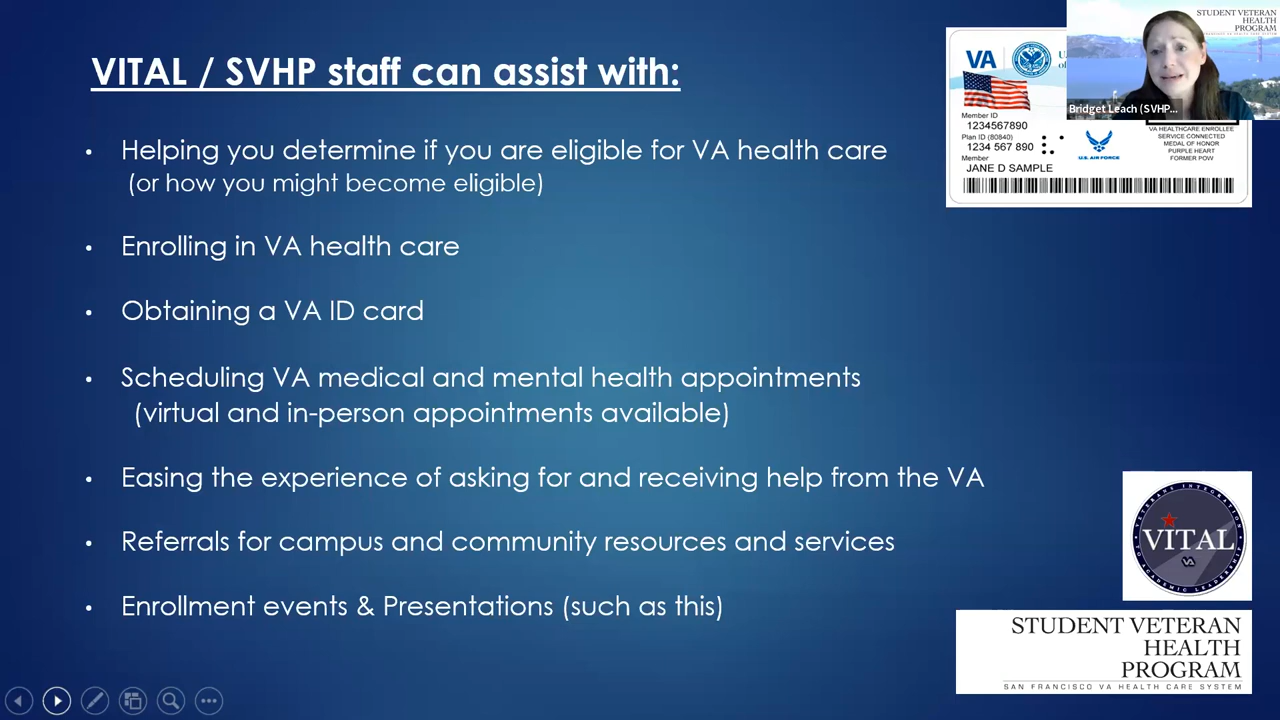 VITAL / SVHP staff can assist with:
• Helping you determine if you are eligible for VA health care
(or how you might become eligible)
• Enrolling in VA health care
• Obtaining a VA ID card
• Scheduling VA medical and mental health appointments
(virtual and in-person appointments available)
• Easing the experience of asking for and receiving help from the VA
• Referrals for campus and community resources and services
• Enrollment events & Presentations (such as this)
VA
Member ID
1234567890
Plan ID (80840)
1234 567 890
Member
JANE D SAMPLE
U.S. AIR FORCE
VA HEALTHCARE ENROLLEE
SERVICE CONNECTED
MEDAL OF HONOR
PURPLE HEART
FORMER POW
STUDENT VETERAN
HEALTH
PROGRAM
Bridget Leach (SVHP...
VETERANS INTEGRATION
VITAL
VA
TO ACADEMIC LEADERSHIP
STUDENT VETERAN
HEALTH
PROGRAM
SAN FRANCISCO VA HEALTH CARE SYSTEM